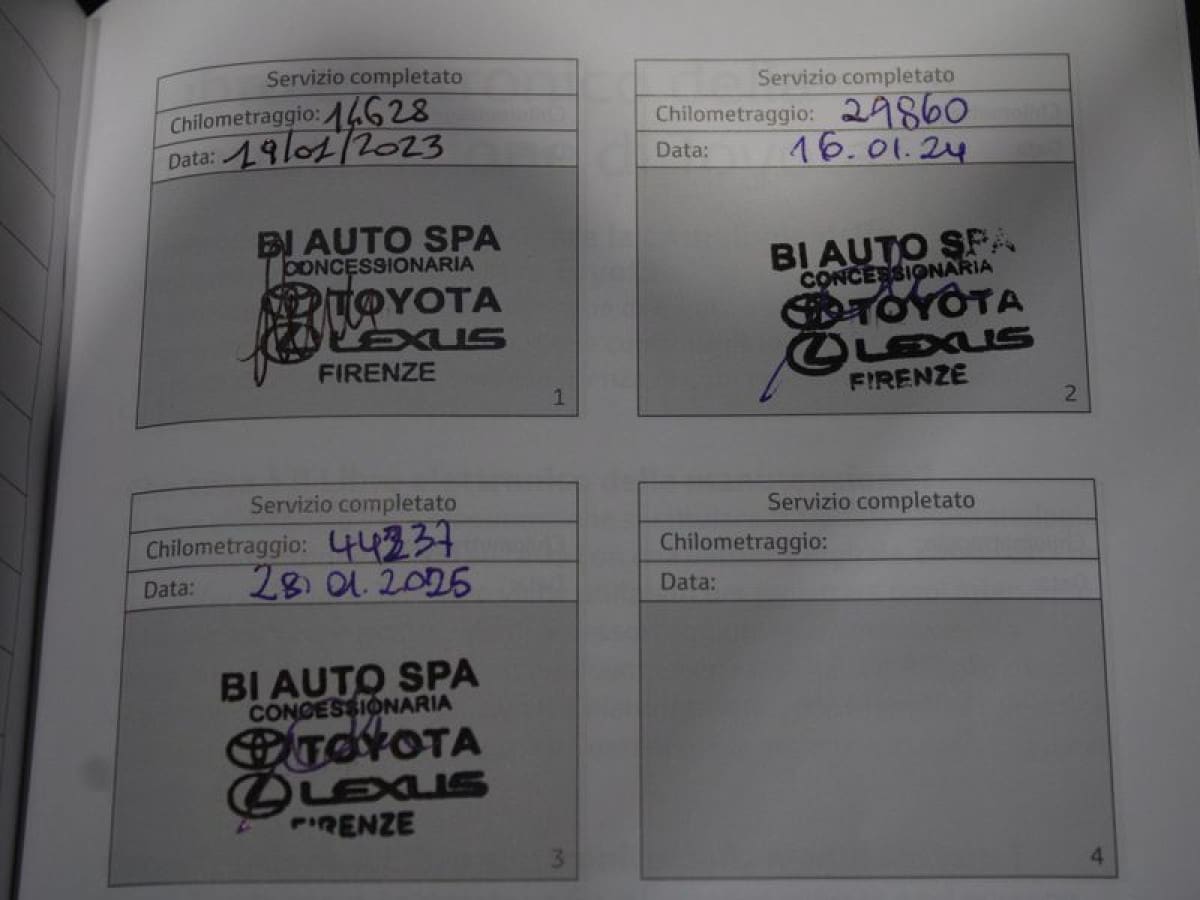 Servizio completato
Chilometraggio: 14628
Data: 19/01/2023
BI AUTO SPA
CONCESSIONARIA
TOYOTA
LEXUS
FIRENZE
1
Servizio completato
Chilometraggio: 29860
Data: 16.01.24
BI AUTO SPA
CONCESSIONARIA
TOYOTA
LEXUS
FIRENZE
2
Servizio completato
Chilometraggio:
Data: 28.01.2025
BI AUTO SPA
CONCESSIONARIA
TOYOTA
LEXUS
FIRENZE
3
Servizio completato
Chilometraggio:
Data:
4